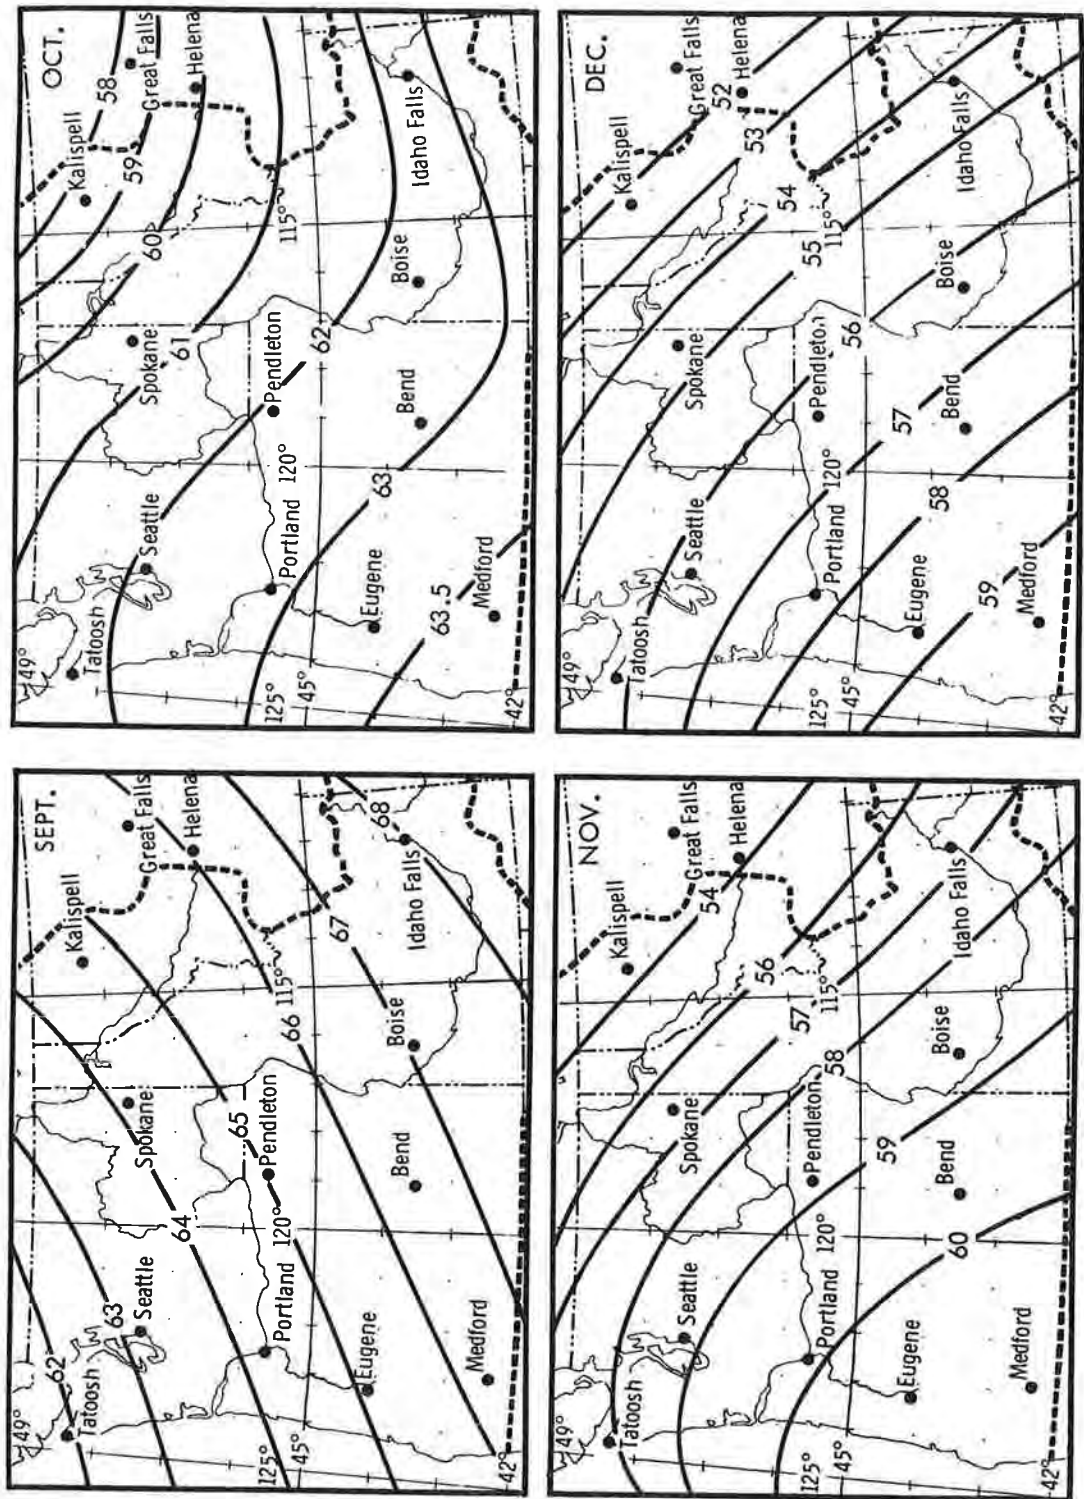 OCT.
58
59
60
61
62
63
63.5
49°
Tatoosh
Seattle
Spokane
Kalispell
Great Falls
Helena
Portland
Pendleton
120°
115°
125°
45°
Eugene
Bend
Boise
Idaho Falls
Medford
42°
DEC.
52
53
54
55
56
57
58
59
49°
Tatoosh
Seattle
Spokane
Kalispell
Great Falls
Helena
Portland
Pendleton
120°
115°
125°
45°
Eugene
Bend
Boise
Idaho Falls
Medford
42°
SEPT.
62
63
64
65
66
67
68
49°
Tatoosh
Seattle
Spokane
Kalispell
Great Falls
Helena
Portland
Pendleton
120°
115°
125°
45°
Eugene
Bend
Boise
Idaho Falls
Medford
42°
NOV.
54
56
57
58
59
60
49°
Tatoosh
Seattle
Spokane
Kalispell
Great Falls
Helena
Portland
Pendleton
120°
115°
125°
45°
Eugene
Bend
Boise
Idaho Falls
Medford
42°